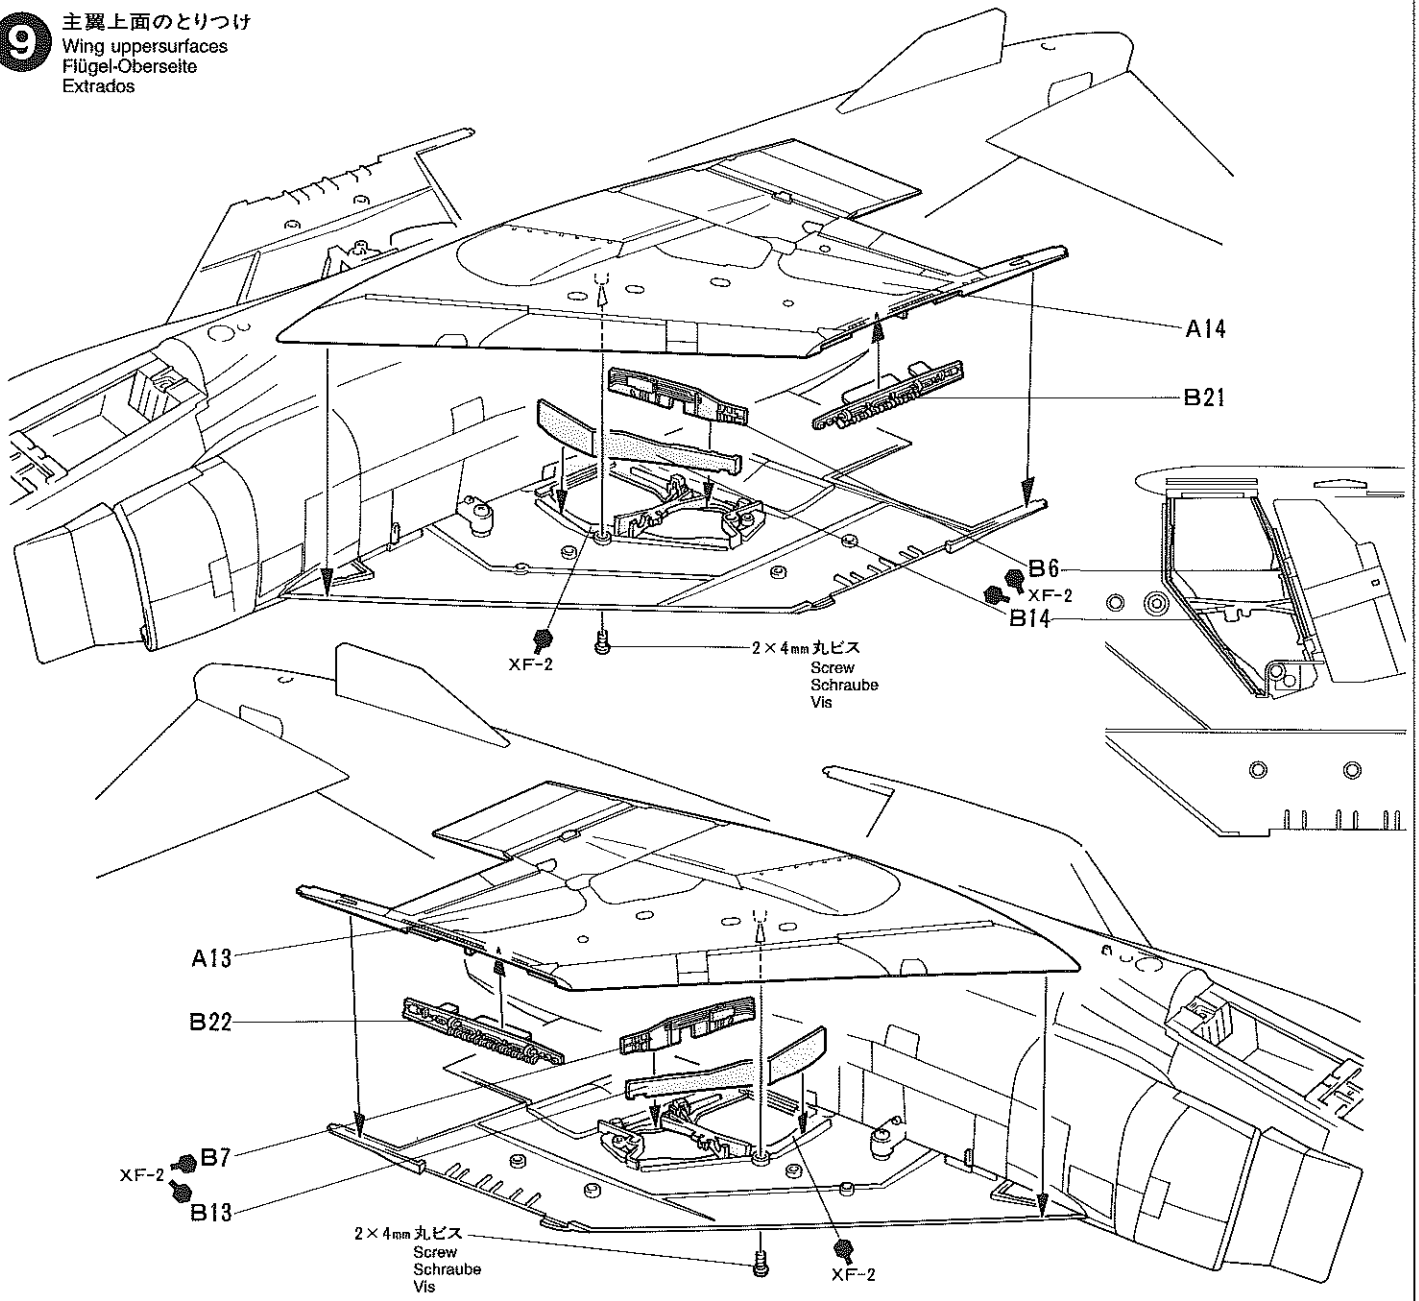 9
主翼上面のとりつけ
Wing uppersurfaces
Flügel-Oberseite
Extrados
A14
B21
B6
XF-2
B14
XF-2
2×4mm丸ビス
Screw
Schraube
Vis
A13
B22
B7
XF-2
B13
2×4mm丸ビス
Screw
Schraube
Vis
XF-2